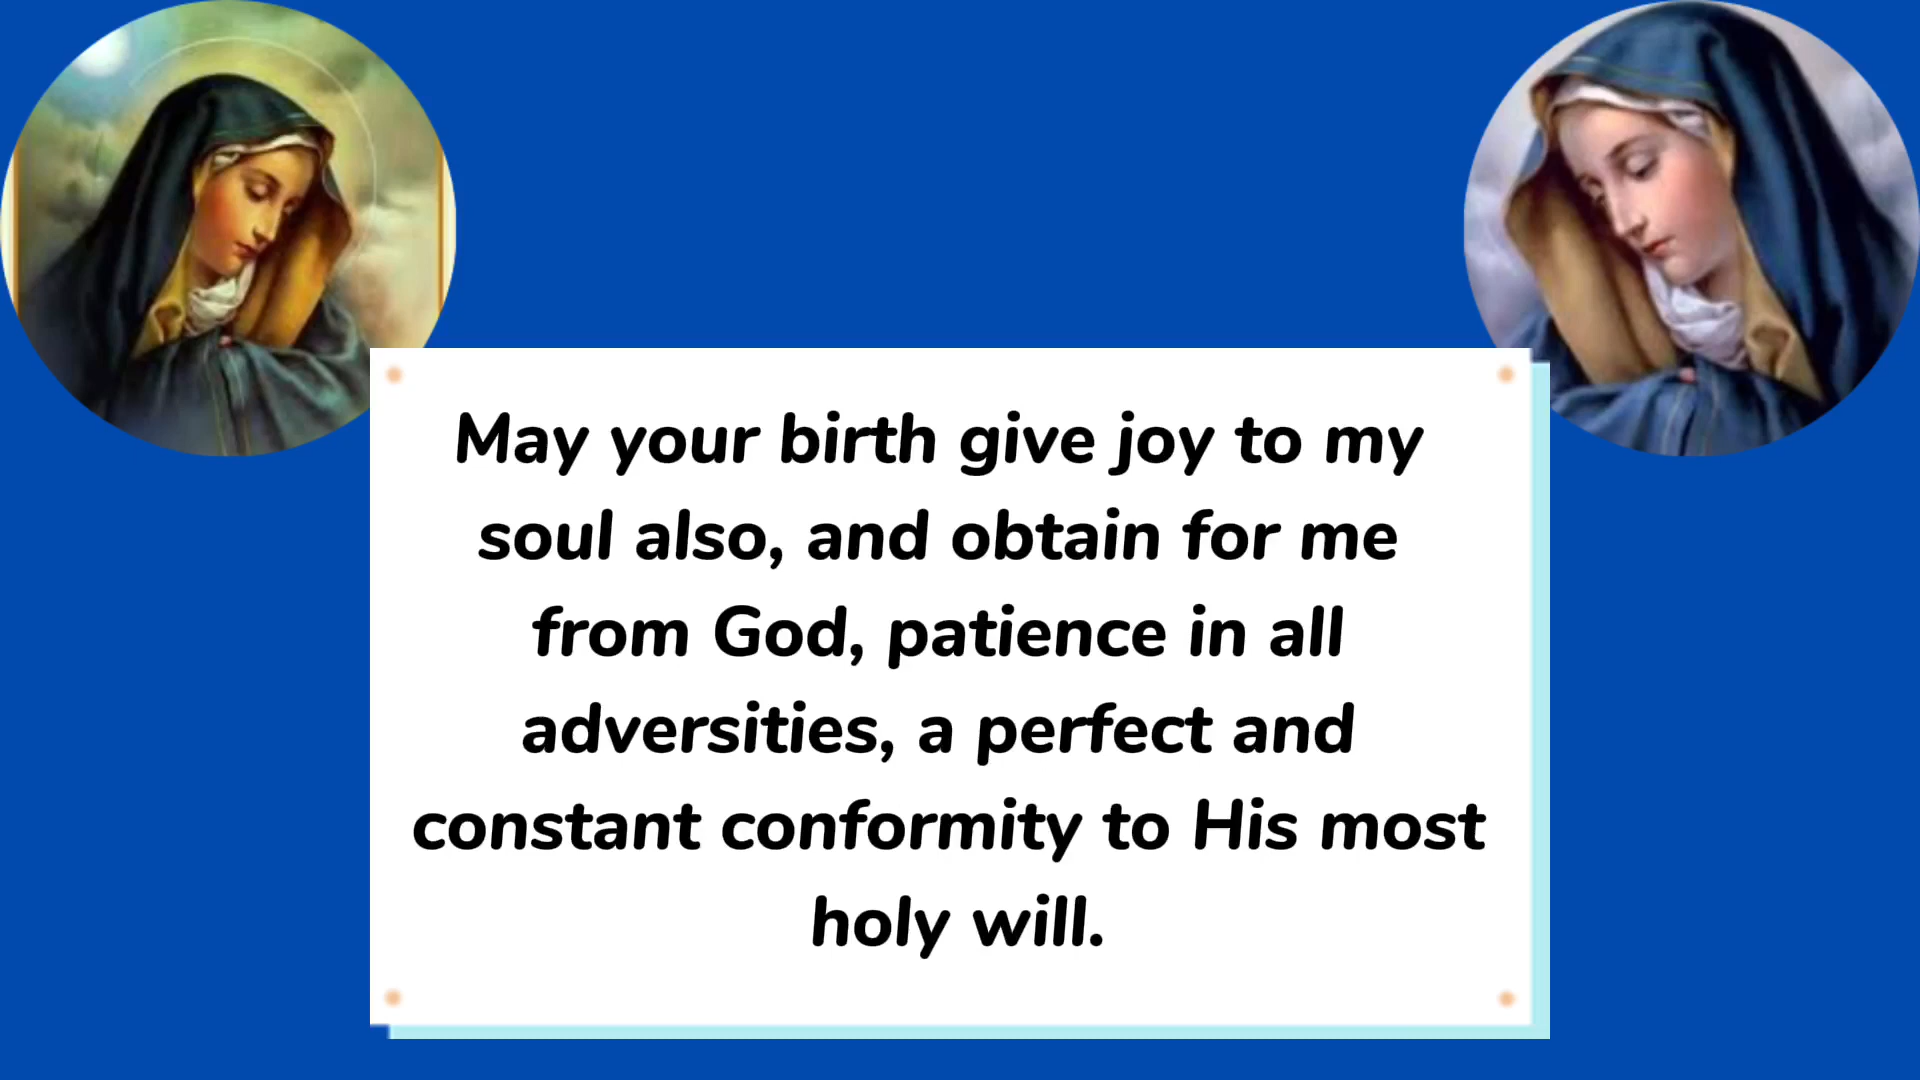 May your birth give joy to my
soul also, and obtain for me
from God, patience in all
adversities, a perfect and
constant conformity to His most
holy will.